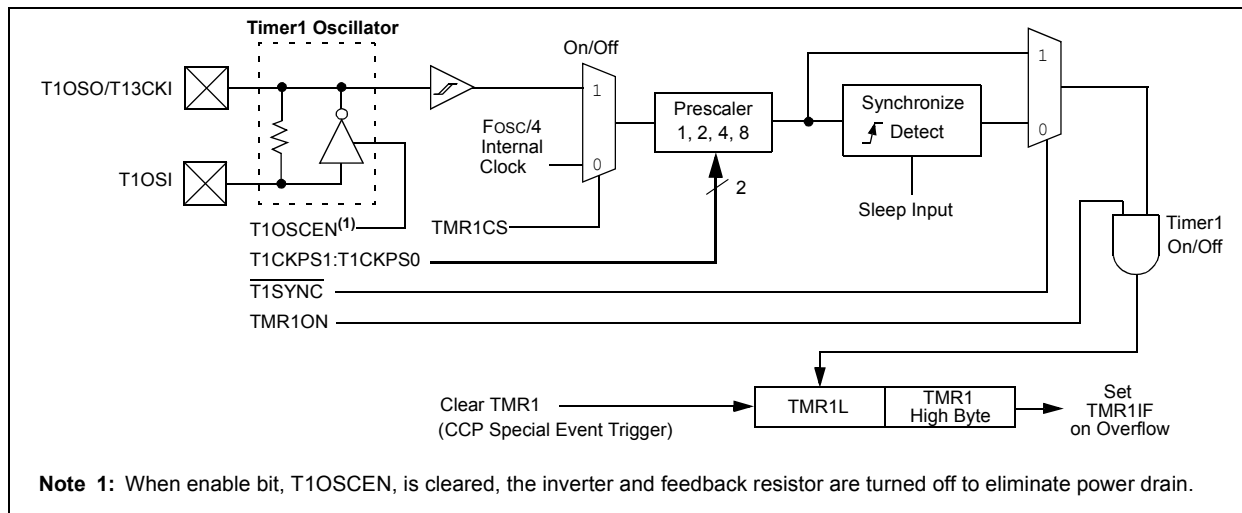 Timer1 Oscillator
T1OSO/T13CKI
T1OSI
On/Off
1
0
FOSC/4
Internal
Clock
Prescaler
1, 2, 4, 8
2
Synchronize
Detect
Sleep Input
1
0
T1OSCEN(1)
TMR1CS
T1CKPS1:T1CKPS0
T1SYNC
TMR1ON
Timer1
On/Off
Clear TMR1
(CCP Special Event Trigger)
TMR1L
TMR1
High Byte
Set
TMR1IF
on Overflow
Note 1: When enable bit, T1OSCEN, is cleared, the inverter and feedback resistor are turned off to eliminate power drain.